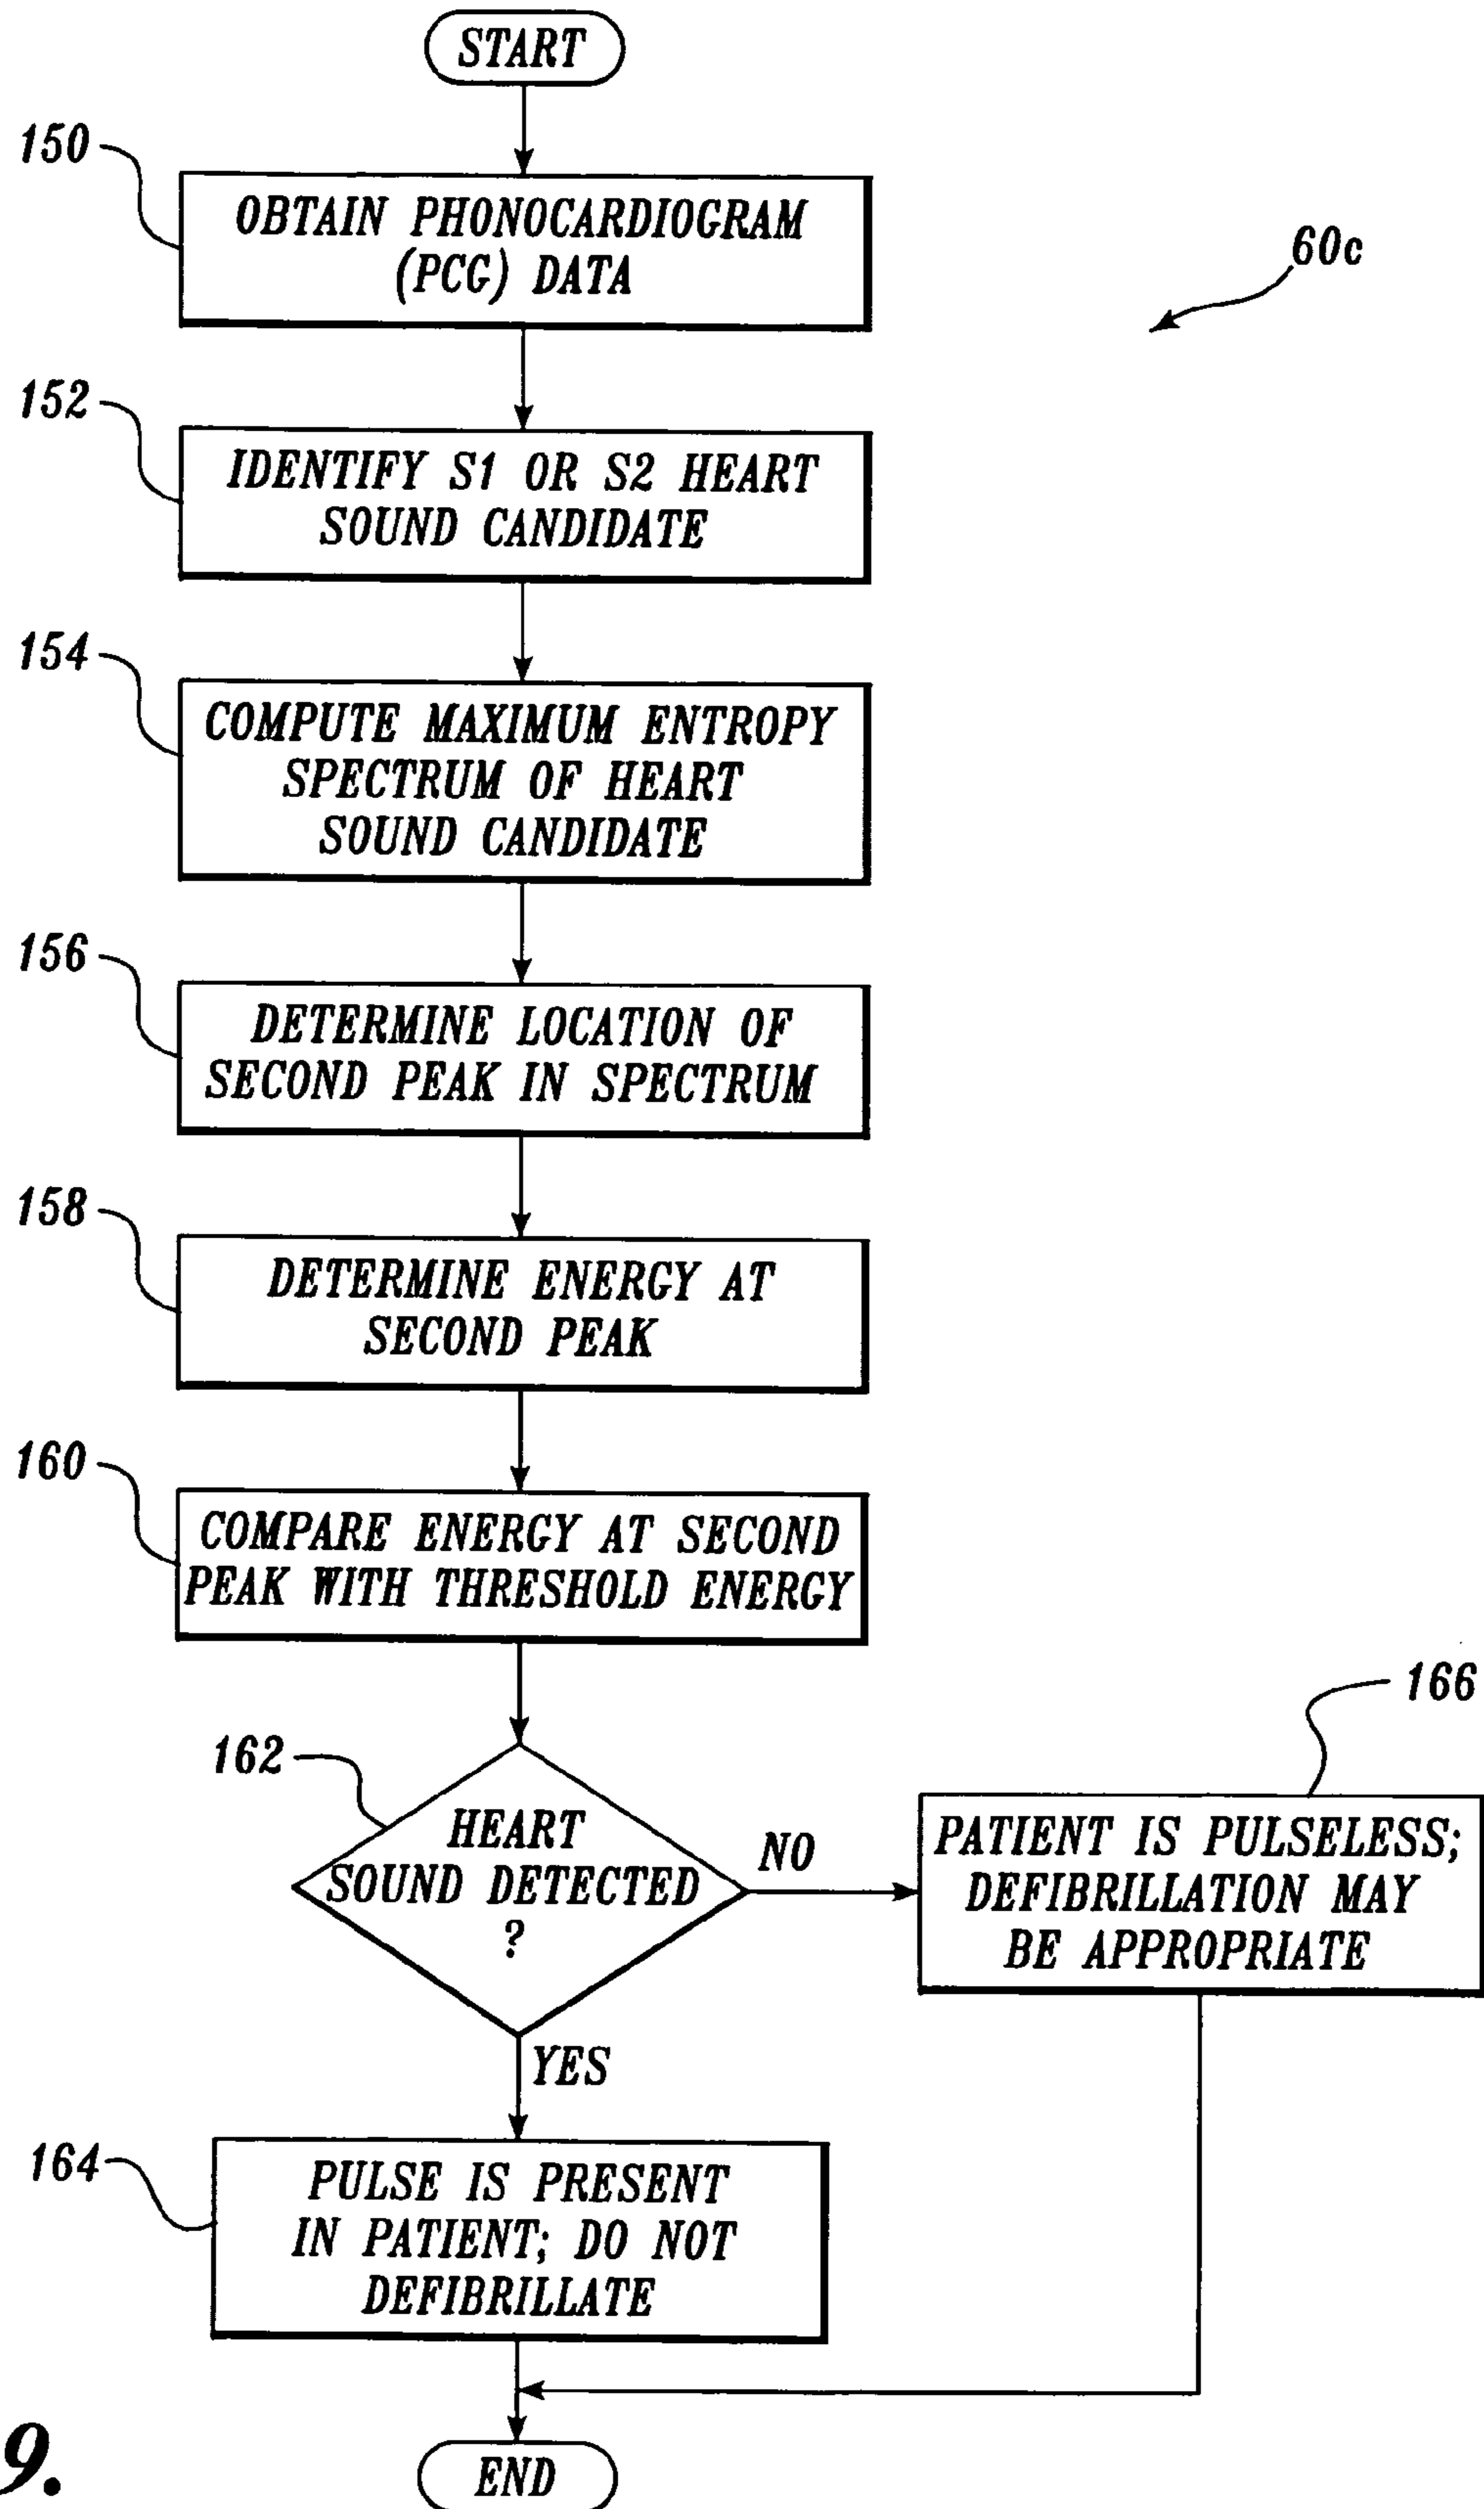 START
150
OBTAIN PHONOCARDIOGRAM
(PCG) DATA
60c
152
IDENTIFY S1 OR S2 HEART
SOUND CANDIDATE
154
COMPUTE MAXIMUM ENTROPY
SPECTRUM OF HEART
SOUND CANDIDATE
156
DETERMINE LOCATION OF
SECOND PEAK IN SPECTRUM
158
DETERMINE ENERGY AT
SECOND PEAK
160
COMPARE ENERGY AT SECOND
PEAK WITH THRESHOLD ENERGY
162
HEART
SOUND DETECTED
?
NO
166
PATIENT IS PULSELESS;
DEFIBRILLATION MAY
BE APPROPRIATE
YES
164
PULSE IS PRESENT
IN PATIENT; DO NOT
DEFIBRILLATE
END
9.